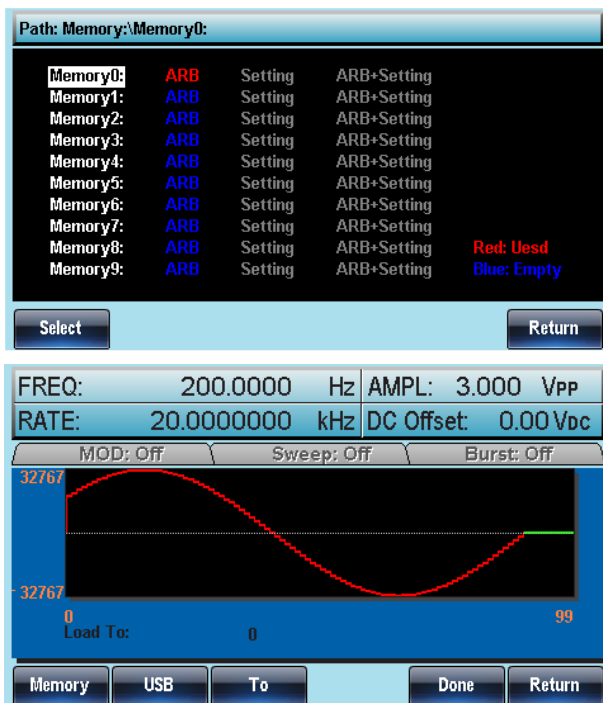 Path: Memory:\Memory0:
Memory0: ARB Setting ARB+Setting
Memory1: ARB Setting ARB+Setting
Memory2: ARB Setting ARB+Setting
Memory3: ARB Setting ARB+Setting
Memory4: ARB Setting ARB+Setting
Memory5: ARB Setting ARB+Setting
Memory6: ARB Setting ARB+Setting
Memory7: ARB Setting ARB+Setting
Memory8: ARB Setting ARB+Setting Red: Uesd
Memory9: ARB Setting ARB+Setting Blue: Empty
Select Return
FREQ: 200.0000 Hz AMPL: 3.000 VPP
RATE: 20.0000000 kHz DC Offset: 0.00 VDC
MOD: Off Sweep: Off Burst: Off
32767
- 32767
0 99
Load To: 0
Memory USB To Done Return